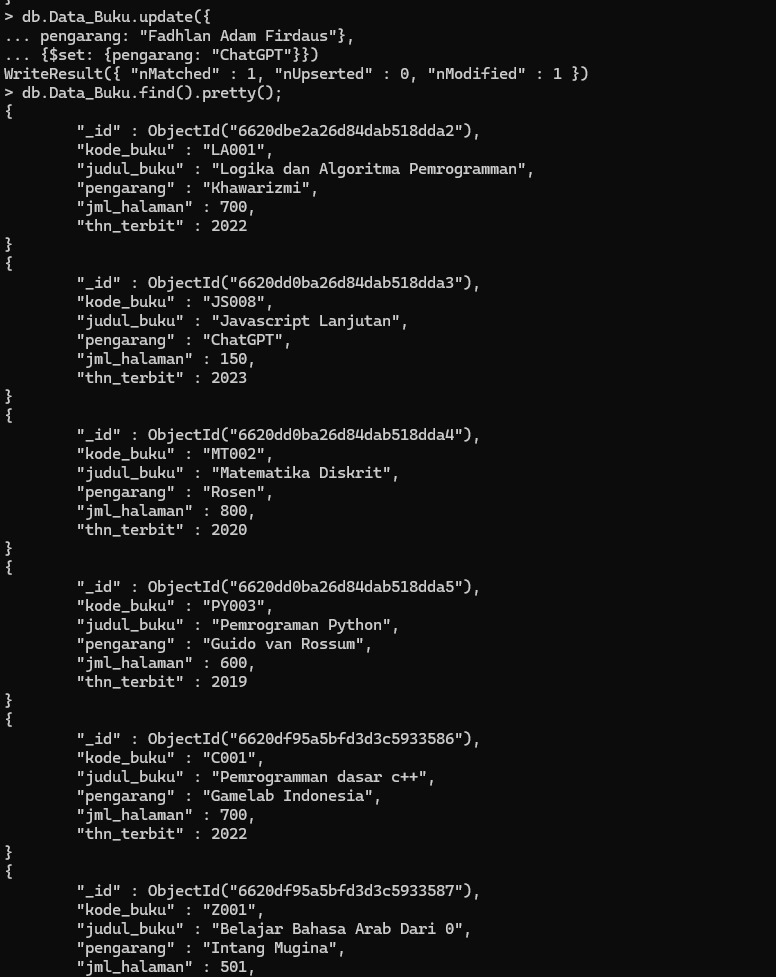 }
> db.Data_Buku.update({
... pengarang: "Fadhlan Adam Firdaus"},
... {$set: {pengarang: "ChatGPT"}})
WriteResult({ "nMatched" : 1, "nUpserted" : 0, "nModified" : 1 })
> db.Data_Buku.find().pretty();
{
        "_id" : ObjectId("6620dbe2a26d84dab518dda2"),
        "kode_buku" : "LA001",
        "judul_buku" : "Logika dan Algoritma Pemrogramman",
        "pengarang" : "Khawarizmi",
        "jml_halaman" : 700,
        "thn_terbit" : 2022
}
{
        "_id" : ObjectId("6620dd0ba26d84dab518dda3"),
        "kode_buku" : "JS008",
        "judul_buku" : "Javascript Lanjutan",
        "pengarang" : "ChatGPT",
        "jml_halaman" : 150,
        "thn_terbit" : 2023
}
{
        "_id" : ObjectId("6620dd0ba26d84dab518dda4"),
        "kode_buku" : "MT002",
        "judul_buku" : "Matematika Diskrit",
        "pengarang" : "Rosen",
        "jml_halaman" : 800,
        "thn_terbit" : 2020
}
{
        "_id" : ObjectId("6620dd0ba26d84dab518dda5"),
        "kode_buku" : "PY003",
        "judul_buku" : "Pemrograman Python",
        "pengarang" : "Guido van Rossum",
        "jml_halaman" : 600,
        "thn_terbit" : 2019
}
{
        "_id" : ObjectId("6620df95a5bfd3d3c5933586"),
        "kode_buku" : "C001",
        "judul_buku" : "Pemrogramman dasar c++",
        "pengarang" : "Gamelab Indonesia",
        "jml_halaman" : 700,
        "thn_terbit" : 2022
}
{
        "_id" : ObjectId("6620df95a5bfd3d3c5933587"),
        "kode_buku" : "Z001",
        "judul_buku" : "Belajar Bahasa Arab Dari 0",
        "pengarang" : "Intang Mugina",
        "jml_halaman" : 501,